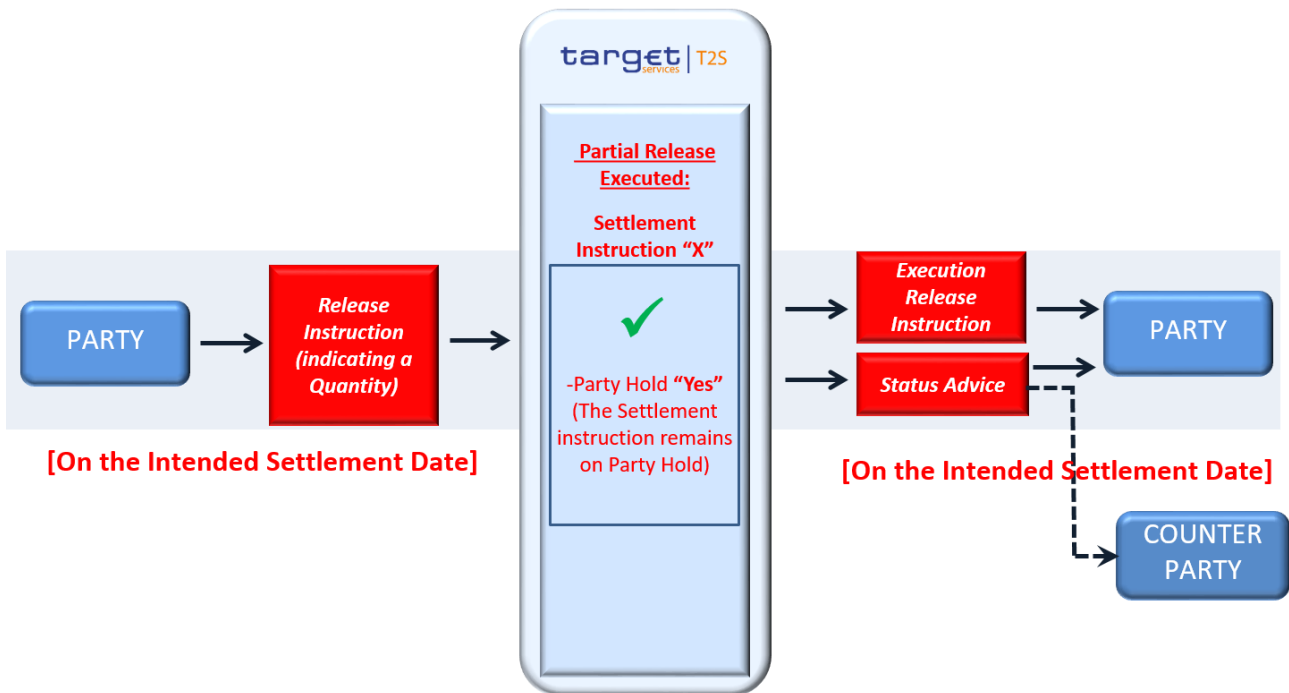 target | T2S
services
Partial Release
Executed:
Settlement
Instruction “X”
PARTY
Release
Instruction
(indicating a
Quantity)
-Party Hold “Yes”
(The Settlement
instruction remains
on Party Hold)
Execution
Release
Instruction
Status Advice
PARTY
[On the Intended Settlement Date]
[On the Intended Settlement Date]
COUNTER
PARTY